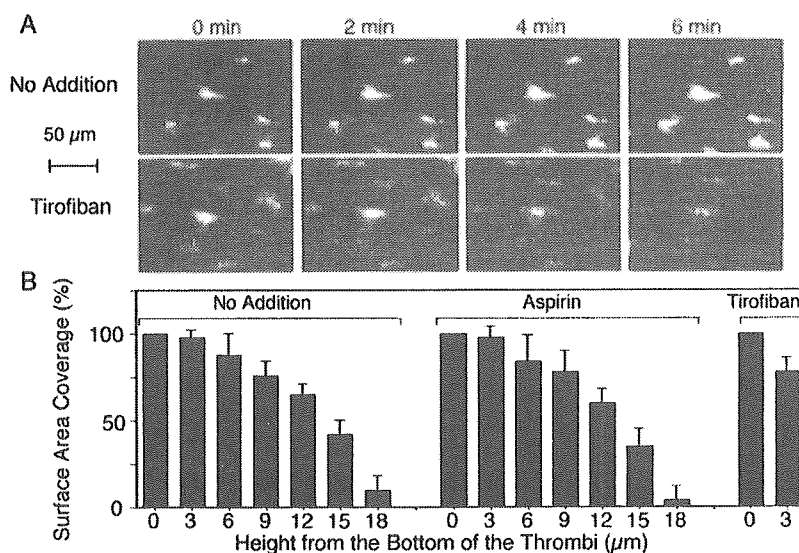 A
0 min 2 min 4 min 6 min
No Addition
50 μm
Tirofiban
B
No Addition Aspirin Tirofiban
Surface Area Coverage (%)
100
50
0
0 3 6 9 12 15 18 0 3 6 9 12 15 18 0 3
Height from the Bottom of the Thrombi (μm)